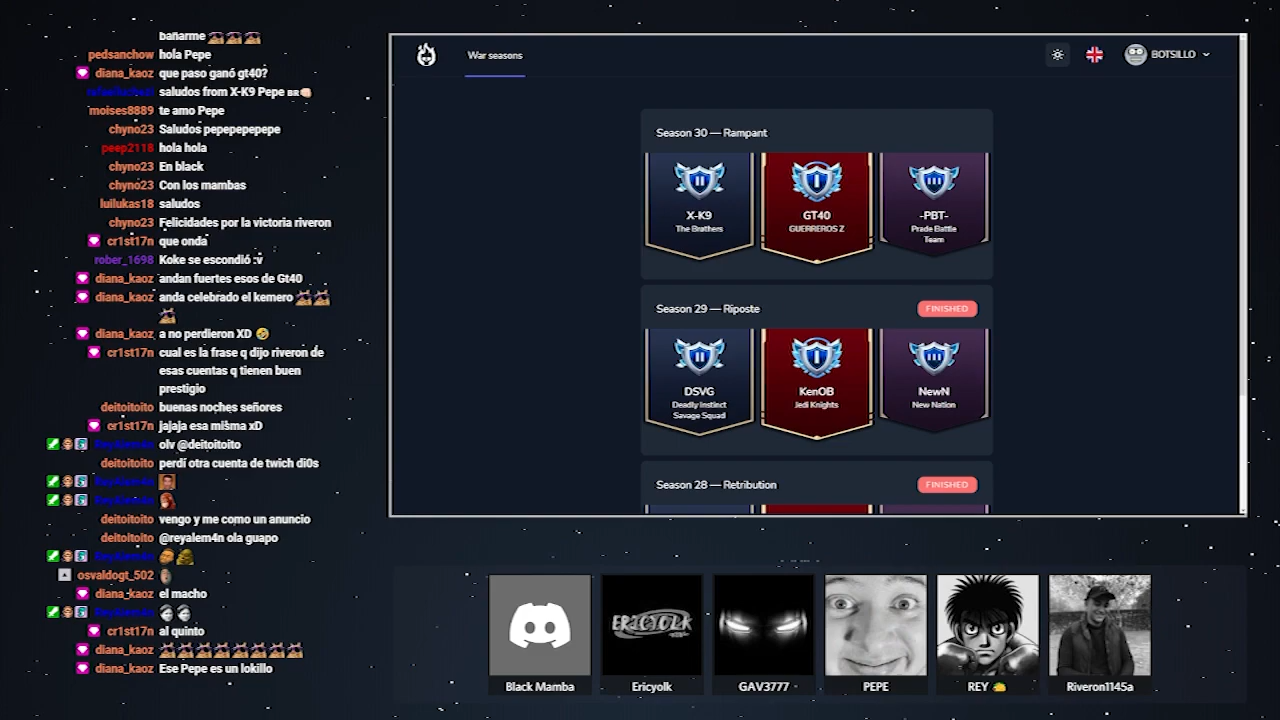 bañarme
pedsanchow hola Pepe
diana_kaoz que paso ganó gt40?
saludos from X-K9 Pepe BR
moises8889 te amo Pepe
chyno23 Saludos pepepepepepe
peep2118 hola hola
chyno23 En black
chyno23 Con los mambas
luilukas18 saludos
chyno23 Felicidades por la victoria riveron
cr1st17n que onda
rober_1698 Koke se escondió :v
diana_kaoz andan fuertes esos de Gt40
diana_kaoz anda celebrado el kemero
diana_kaoz a no perdieron XD
cr1st17n cual es la frase q dijo riveron de
esas cuentas q tienen buen
prestigio
deitoitoito buenas noches señores
cr1st17n jajaja esa misma xD
olv @deitoitoito
deitoitoito perdí otra cuenta de twich di0s
deitoitoito vengo y me como un anuncio
deitoitoito @reyalem4n ola guapo
osvaldogt_502
diana_kaoz el macho
cr1st17n al quinto
diana_kaoz
diana_kaoz Ese Pepe es un lokillo
War seasons
BOTSILLO
Season 30 — Rampant
X-K9
The Brathers
GT40
GUERREROS Z
-PBT-
Prade Battle
Team
Season 29 — Riposte
FINISHED
DSVG
Deadly Instinct
Savage Squad
KenOB
Jedi Knights
NewN
New Nation
Season 28 — Retribution
FINISHED
ERICYOLK
Black Mamba
Ericyolk
GAV3777
PEPE
REY
Riveron1145a